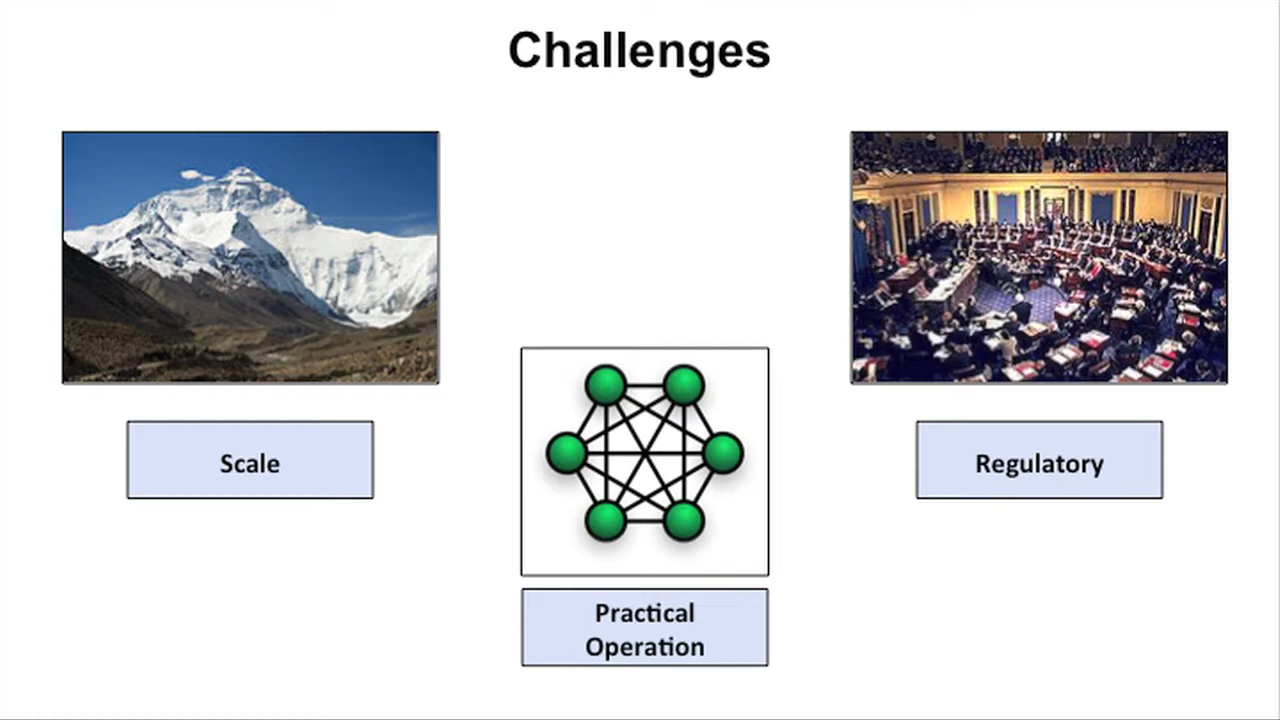 Challenges
Scale
Regulatory
Practical
Operation